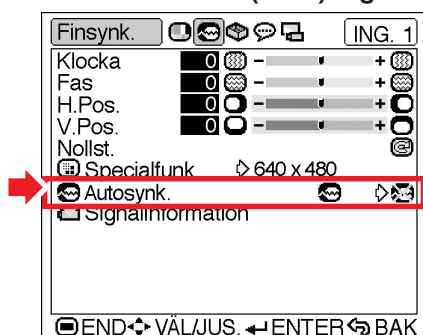 Finsynk. ING. 1
Klocka 0 - +
Fas 0 - +
H.Pos. 0 - +
V.Pos. 0 - +
Nollst.
Specialfunk 640 x 480
Autosynk.
Signalinformation
END VÄL/JUS. ENTER BAK